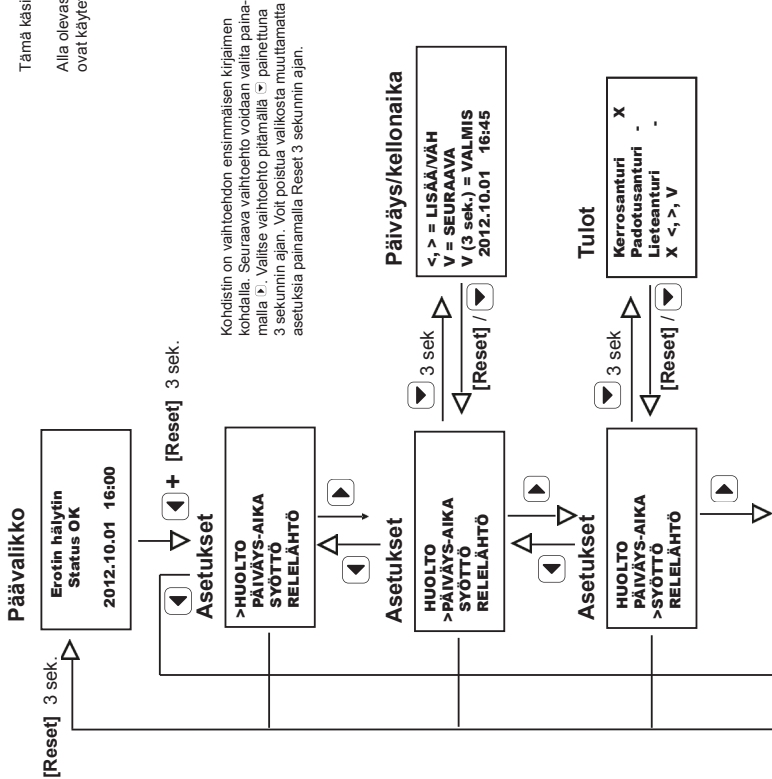 Tämä käsi
Alla olevas
ovat käyte
Päävalikko
Erotin hälytin
Status OK
2012.10.01 16:00
[Reset] 3 sek.
+ [Reset] 3 sek.
Kohdistin on vaihtoehdon ensimmäisen kirjaimen
kohdalla. Seuraava vaihtoehto voidaan valita paina-
malla ▶. Valitse vaihtoehto pitämällä ▼ painettuna
3 sekunnin ajan. Voit poistua valikosta muuttamatta
asetuksia painamalla Reset 3 sekunnin ajan.
Asetukset
>HUOLTO
PÄIVÄYS-AIKA
SYÖTTÖ
RELELÄHTÖ
Asetukset
HUOLTO
>PÄIVÄYS-AIKA
SYÖTTÖ
RELELÄHTÖ
3 sek
[Reset] / ▼
Päiväys/kellonaika
<, > = LISÄÄ/VÄH
V = SEURAAVA
V (3 sek.) = VALMIS
2012.10.01 16:45
Asetukset
HUOLTO
PÄIVÄYS-AIKA
>SYÖTTÖ
RELELÄHTÖ
3 sek
[Reset] / ▼
Tulot
Kerrosanturi X
Padotusanturi -
Lieteanturi -
X <, >, V